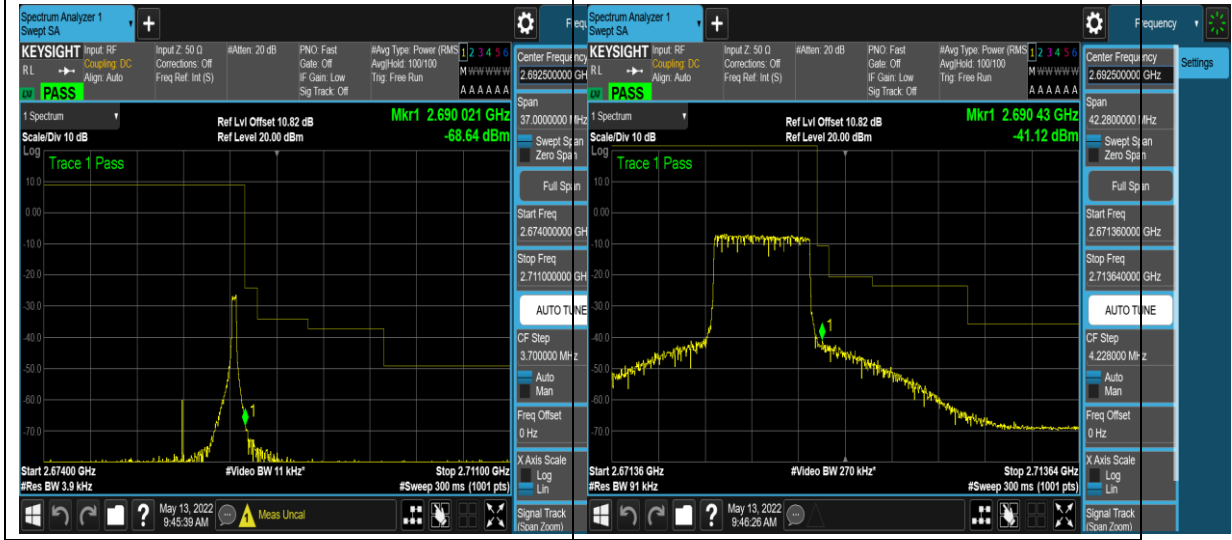 Spectrum Analyzer 1
Swept SA
+
Frequ
KEYSIGHT
Input: RF
Coupling: DC
Align: Auto
Input Z: 50 Ω
Corrections: Off
Freq Ref: Int (S)
#Atten: 20 dB
PNO: Fast
Gate: Off
IF Gain: Low
Sig Track: Off
#Avg Type: Power (RMS
Avg|Hold: 100/100
Trig: Free Run
1 2 3 4 5 6
M W W W W W
A A A A A A
RL
PASS
Center Frequency
2.692500000 GHz
Span
37.0000000 MHz
Swept Span
Zero Span
Full Span
Start Freq
2.674000000 GH
Stop Freq
2.711000000 GH
AUTO TUNE
CF Step
3.700000 MHz
Auto
Man
Freq Offset
0 Hz
X Axis Scale
Log
Lin
Signal Track
(Span Zoom)
1 Spectrum
Scale/Div 10 dB
Ref Lvl Offset 10.82 dB
Ref Level 20.00 dBm
Mkr1 2.690 021 GHz
-68.64 dBm
Log
Trace 1 Pass
10.0
0.00
-10.0
-20.0
-30.0
-40.0
-50.0
-60.0
-70.0
1
Start 2.67400 GHz
#Res BW 3.9 kHz
#Video BW 11 kHz*
Stop 2.71100 GHz
#Sweep 300 ms (1001 pts)
?
May 13, 2022
9:45:39 AM
Meas Uncal
Spectrum Analyzer 1
Swept SA
+
Frequency
Settings
KEYSIGHT
Input: RF
Coupling: DC
Align: Auto
Input Z: 50 Ω
Corrections: Off
Freq Ref: Int (S)
#Atten: 20 dB
PNO: Fast
Gate: Off
IF Gain: Low
Sig Track: Off
#Avg Type: Power (RMS
Avg|Hold: 100/100
Trig: Free Run
1 2 3 4 5 6
M W W W W W
A A A A A A
RL
PASS
Center Frequency
2.692500000 GHz
Span
42.2800000 MHz
Swept Span
Zero Span
Full Span
Start Freq
2.671360000 GHz
Stop Freq
2.713640000 GHz
AUTO TUNE
CF Step
4.228000 MHz
Auto
Man
Freq Offset
0 Hz
X Axis Scale
Log
Lin
Signal Track
(Span Zoom)
1 Spectrum
Scale/Div 10 dB
Ref Lvl Offset 10.82 dB
Ref Level 20.00 dBm
Mkr1 2.690 43 GHz
-41.12 dBm
Log
Trace 1 Pass
10.0
0.00
-10.0
-20.0
-30.0
-40.0
-50.0
-60.0
-70.0
1
Start 2.67136 GHz
#Res BW 91 kHz
#Video BW 270 kHz*
Stop 2.71364 GHz
#Sweep 300 ms (1001 pts)
?
May 13, 2022
9:46:26 AM